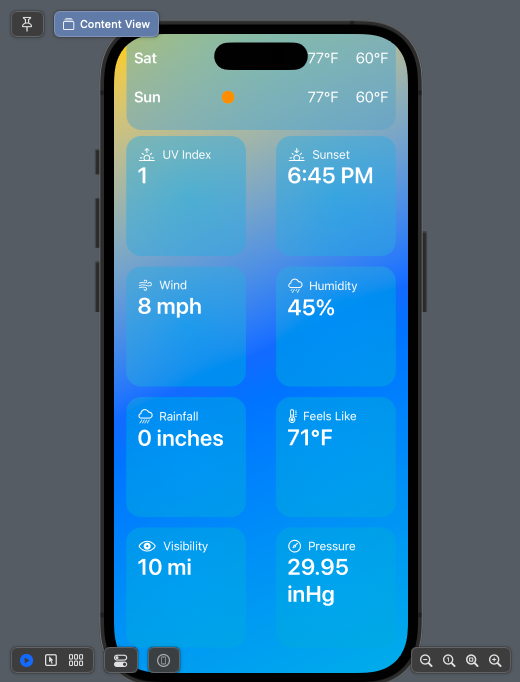 Content View
Sat 77°F 60°F
Sun 77°F 60°F
UV Index Sunset
1 6:45 PM
Wind Humidity
8 mph 45%
Rainfall Feels Like
0 inches 71°F
Visibility Pressure
10 mi 29.95
inHg